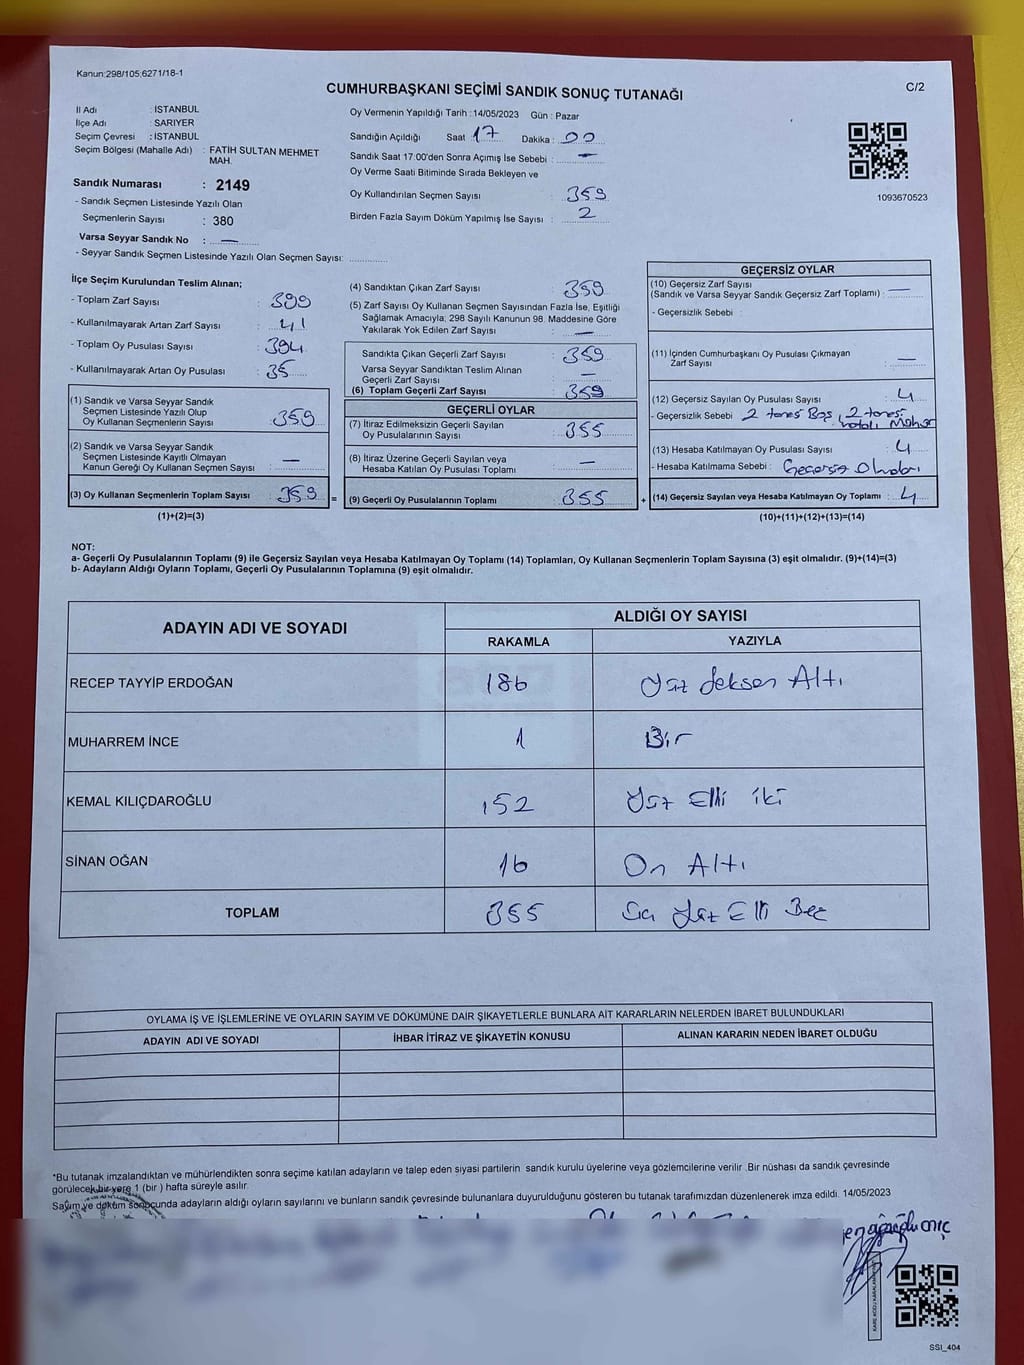 Kanun:298/105,6271/18-1
CUMHURBAŞKANI SEÇİMİ SANDIK SONUÇ TUTANAĞI
C/2
İl Adı : İSTANBUL
İlçe Adı : SARIYER
Seçim Çevresi : İSTANBUL
Seçim Bölgesi (Mahalle Adı) : FATİH SULTAN MEHMET
MAH.
Sandık Numarası : 2149
- Sandık Seçmen Listesinde Yazılı Olan
Seçmenlerin Sayısı : 380
Varsa Seyyar Sandık No : —
- Seyyar Sandık Seçmen Listesinde Yazılı Olan Seçmen Sayısı:
Oy Vermenin Yapıldığı Tarih : 14/05/2023 Gün : Pazar
Sandığın Açıldığı Saat : 17 Dakika : 00
Sandık Saat 17:00'den Sonra Açımış İse Sebebi : —
Oy Verme Saati Bitiminde Sırada Bekleyen ve
Oy Kullandırılan Seçmen Sayısı : 359
Birden Fazla Sayım Döküm Yapılmış İse Sayısı : 2
1093670523
İlçe Seçim Kurulundan Teslim Alınan;
- Toplam Zarf Sayısı : 399
- Kullanılmayarak Artan Zarf Sayısı : 41
- Toplam Oy Pusulası Sayısı : 394
- Kullanılmayarak Artan Oy Pusulası : 35
(1) Sandık ve Varsa Seyyar Sandık
Seçmen Listesinde Yazılı Olup
Oy Kullanan Seçmenlerin Sayısı : 359
(2) Sandık ve Varsa Seyyar Sandık
Seçmen Listesinde Kayıtlı Olmayan
Kanun Gereği Oy Kullanan Seçmen Sayısı : —
(3) Oy Kullanan Seçmenlerin Toplam Sayısı : 359 =
(1)+(2)=(3)
(4) Sandıktan Çıkan Zarf Sayısı : 359
(5) Zarf Sayısı Oy Kullanan Seçmen Sayısından Fazla İse, Eşitliği
Sağlamak Amacıyla; 298 Sayılı Kanunun 98. Maddesine Göre
Yakılarak Yok Edilen Zarf Sayısı : —
Sandıkta Çıkan Geçerli Zarf Sayısı : 359
Varsa Seyyar Sandıktan Teslim Alınan
Geçerli Zarf Sayısı : —
(6) Toplam Geçerli Zarf Sayısı : 359
GEÇERLİ OYLAR
(7) İtiraz Edilmeksizin Geçerli Sayılan
Oy Pusulalarının Sayısı : 355
(8) İtiraz Üzerine Geçerli Sayılan veya
Hesaba Katılan Oy Pusulası Toplamı : —
(9) Geçerli Oy Pusulalarının Toplamı : 355 +
GEÇERSİZ OYLAR
(10) Geçersiz Zarf Sayısı
(Sandık ve Varsa Seyyar Sandık Geçersiz Zarf Toplamı) : —
- Geçersizlik Sebebi :
(11) İçinden Cumhurbaşkanı Oy Pusulası Çıkmayan
Zarf Sayısı : —
(12) Geçersiz Sayılan Oy Pusulası Sayısı : 4
- Geçersizlik Sebebi : 2 tanesi Boş, 2 tanesi
hatalı Mühür
(13) Hesaba Katılmayan Oy Pusulası Sayısı : 4
- Hesaba Katılmama Sebebi : Geçersiz Olmaları
(14) Geçersiz Sayılan veya Hesaba Katılmayan Oy Toplamı : 4
(10)+(11)+(12)+(13)=(14)
NOT:
a- Geçerli Oy Pusulalarının Toplamı (9) ile Geçersiz Sayılan veya Hesaba Katılmayan Oy Toplamı (14) Toplamları, Oy Kullanan Seçmenlerin Toplam Sayısına (3) eşit olmalıdır. (9)+(14)=(3)
b- Adayların Aldığı Oyların Toplamı, Geçerli Oy Pusulalarının Toplamına (9) eşit olmalıdır.
ADAYIN ADI VE SOYADI
ALDIĞI OY SAYISI
RAKAMLA YAZIYLA
RECEP TAYYİP ERDOĞAN 186 Yüz Seksen Altı
MUHARREM İNCE 1 Bir
KEMAL KILIÇDAROĞLU 152 Yüz Elli iki
SİNAN OĞAN 16 On Altı
TOPLAM 355 Üç Yüz Elli Beş
OYLAMA İŞ VE İŞLEMLERİNE VE OYLARIN SAYIM VE DÖKÜMÜNE DAİR ŞİKAYETLERLE BUNLARA AİT KARARLARIN NELERDEN İBARET BULUNDUKLARI
ADAYIN ADI VE SOYADI İHBAR İTİRAZ VE ŞİKAYETİN KONUSU ALINAN KARARIN NEDEN İBARET OLDUĞU
*Bu tutanak imzalandıktan ve mühürlendikten sonra seçime katılan adayların ve talep eden siyasi partilerin sandık kurulu üyelerine veya gözlemcilerine verilir .Bir nüshası da sandık çevresinde
görülecek bir yere 1 (bir ) hafta süreyle asılır.
Sayım ve döküm sonucunda adayların aldığı oyların sayılarını ve bunların sandık çevresinde bulunanlara duyurulduğunu gösteren bu tutanak tarafımızdan düzenlenerek imza edildi. 14/05/2023
SSI_404